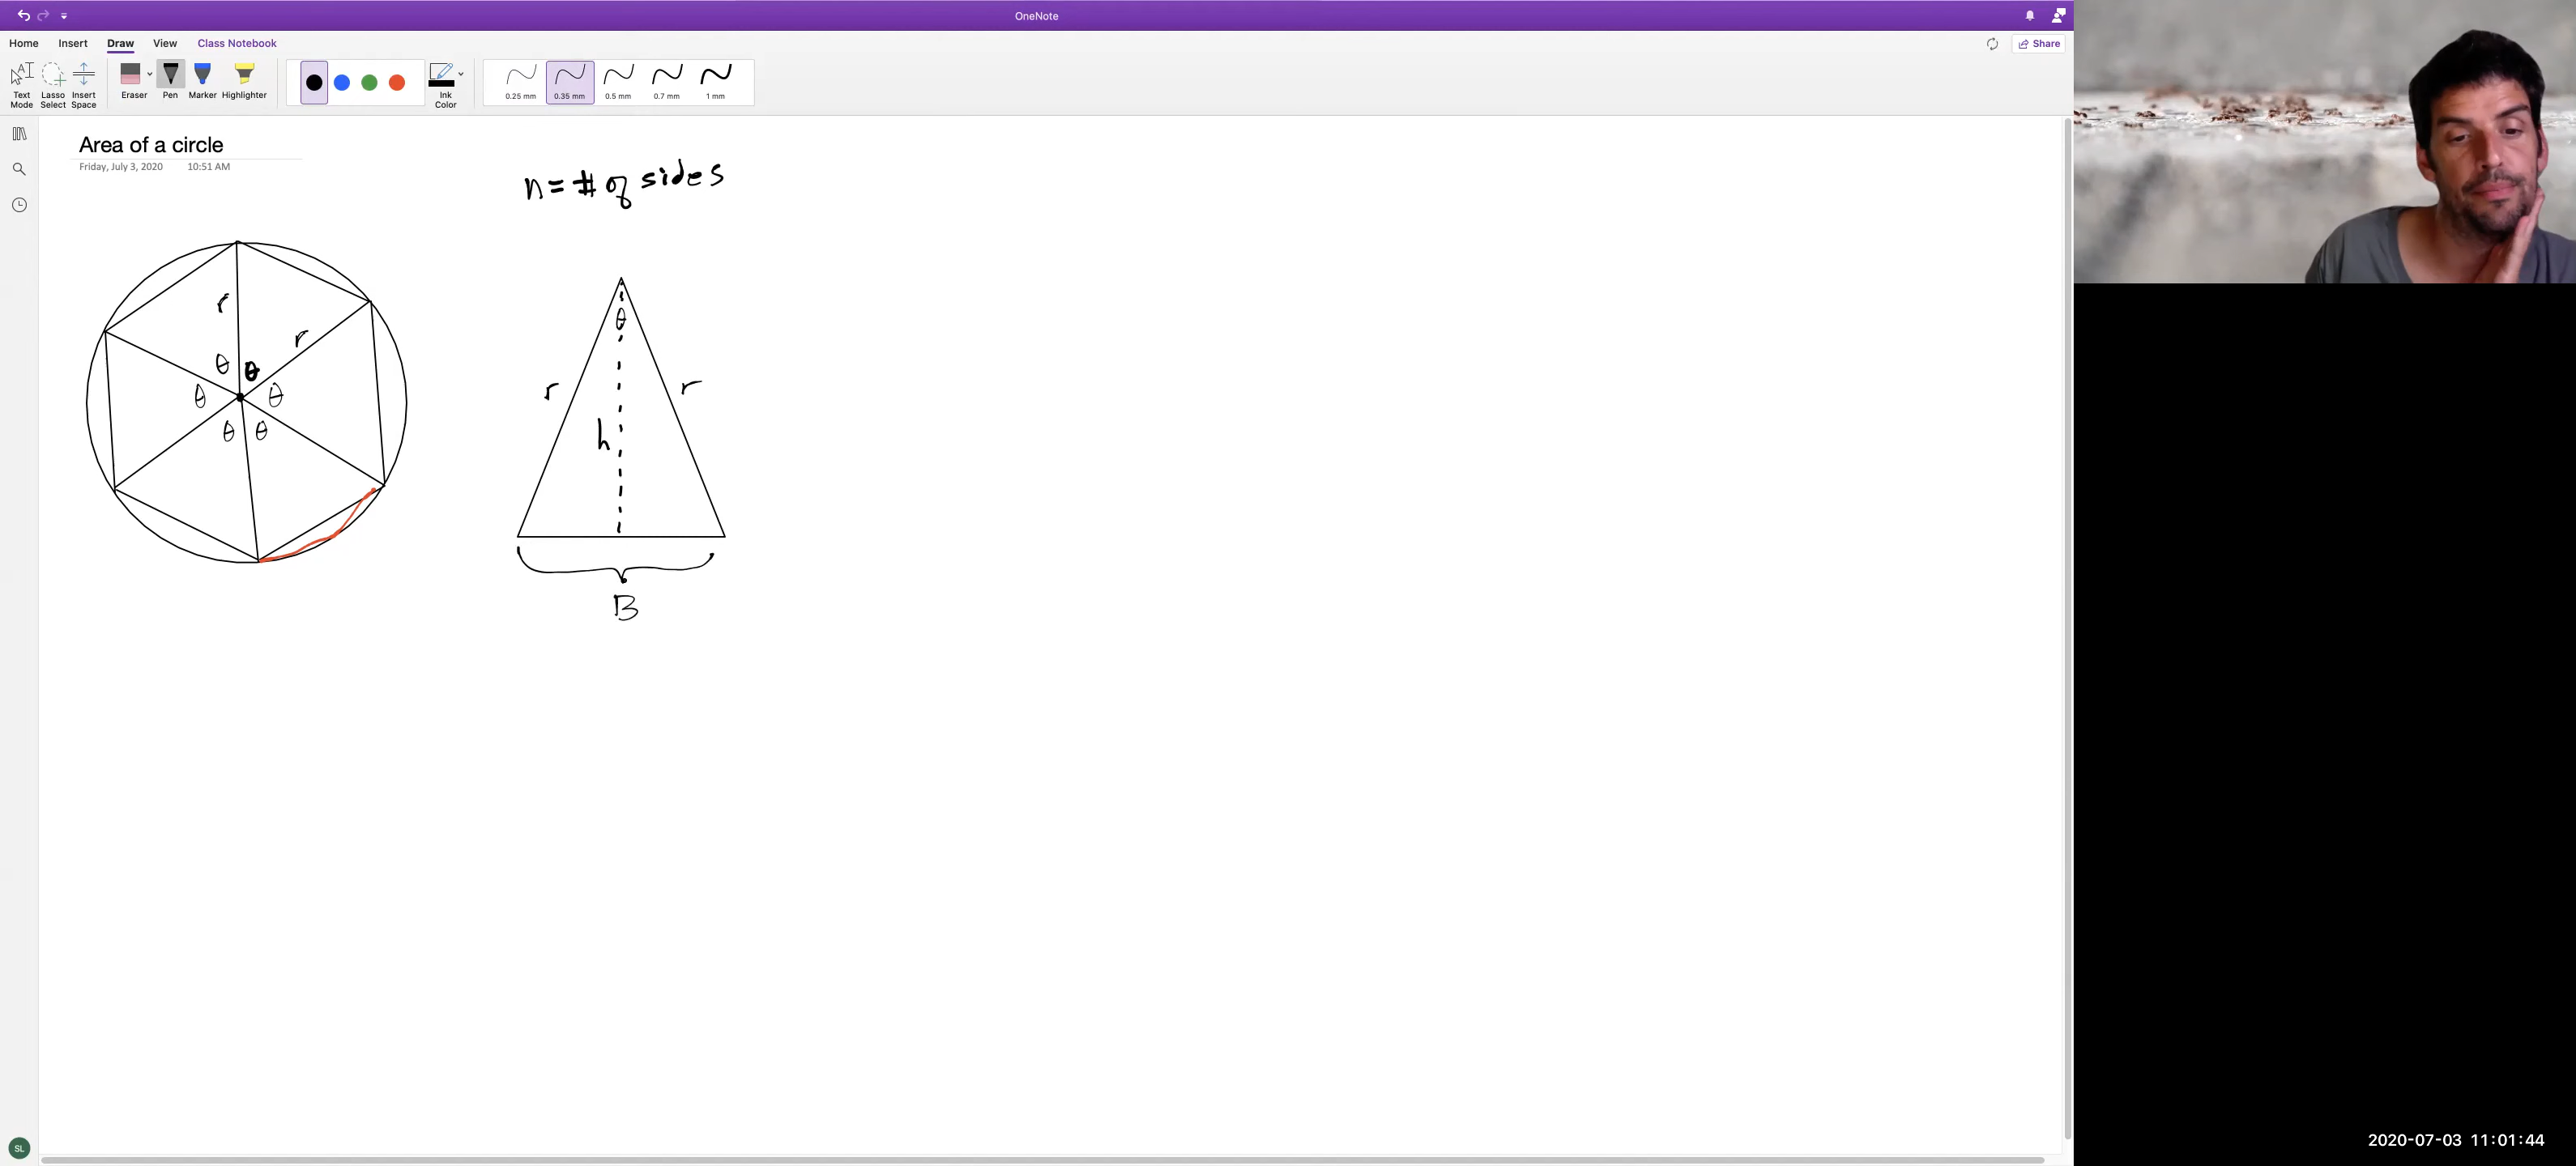 OneNote
Home Insert Draw View Class Notebook
Share
Text Mode
Lasso Select
Insert Space
Eraser
Pen
Marker
Highlighter
Ink Color
0.25 mm
0.35 mm
0.5 mm
0.7 mm
1 mm
Area of a circle
Friday, July 3, 2020 10:51 AM
n = # of sides
r
r
θ θ
θ θ
θ θ
θ
r r
h
B
SL
2020-07-03 11:01:44